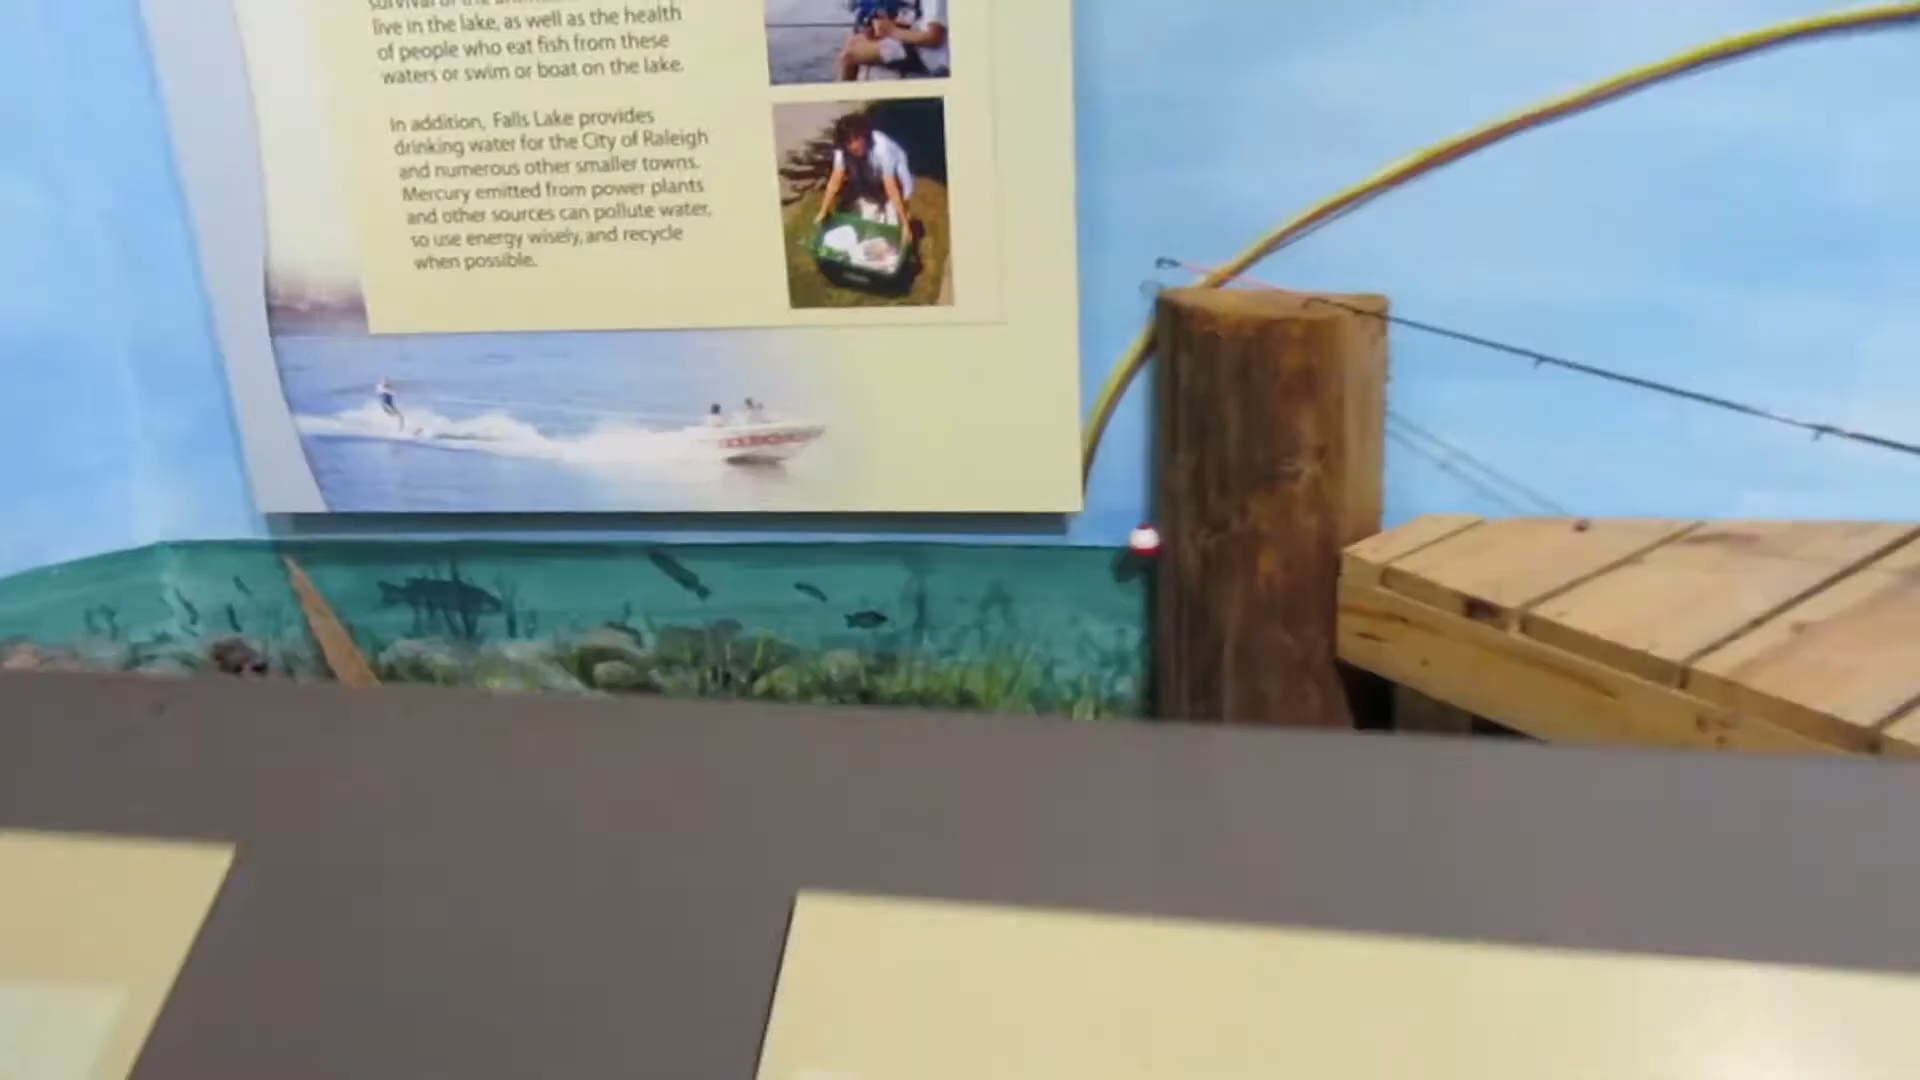 survival of the
live in the lake, as well as the health
of people who eat fish from these
waters or swim or boat on the lake.
In addition, Falls Lake provides
drinking water for the City of Raleigh
and numerous other smaller towns.
Mercury emitted from power plants
and other sources can pollute water,
so use energy wisely, and recycle
when possible.